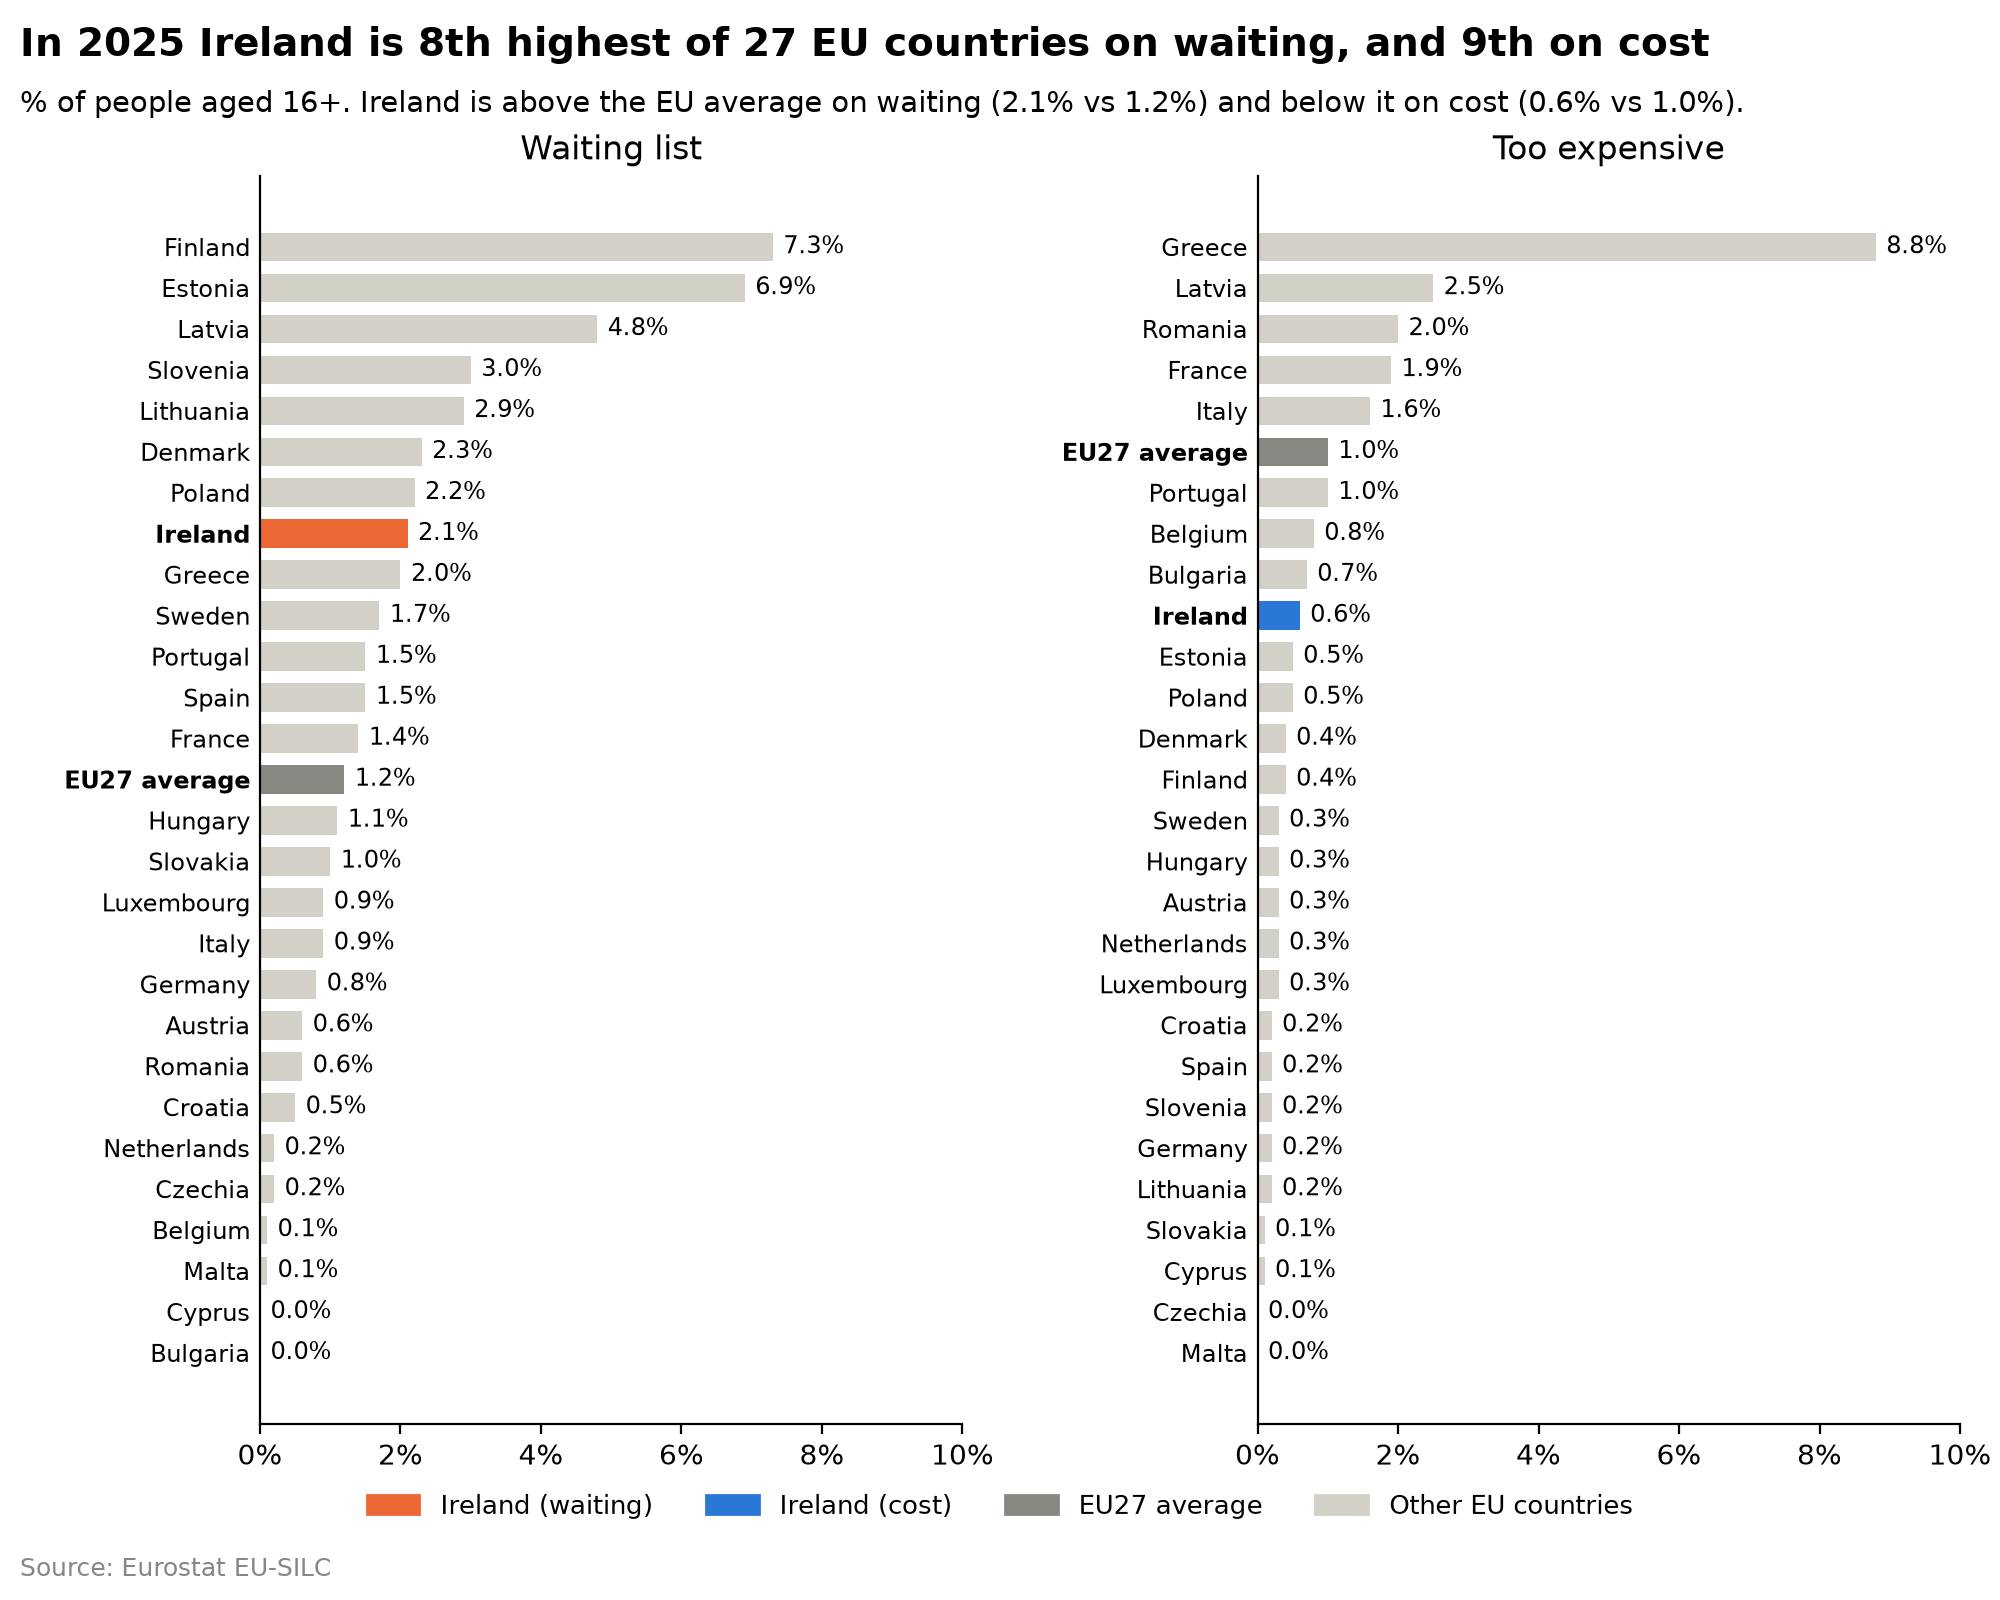 In 2025 Ireland is 8th highest of 27 EU countries on waiting, and 9th on cost
% of people aged 16+. Ireland is above the EU average on waiting (2.1% vs 1.2%) and below it on cost (0.6% vs 1.0%).
Waiting list
Finland 7.3%
Estonia 6.9%
Latvia 4.8%
Slovenia 3.0%
Lithuania 2.9%
Denmark 2.3%
Poland 2.2%
Ireland 2.1%
Greece 2.0%
Sweden 1.7%
Portugal 1.5%
Spain 1.5%
France 1.4%
EU27 average 1.2%
Hungary 1.1%
Slovakia 1.0%
Luxembourg 0.9%
Italy 0.9%
Germany 0.8%
Austria 0.6%
Romania 0.6%
Croatia 0.5%
Netherlands 0.2%
Czechia 0.2%
Belgium 0.1%
Malta 0.1%
Cyprus 0.0%
Bulgaria 0.0%
0% 2% 4% 6% 8% 10%
Too expensive
Greece 8.8%
Latvia 2.5%
Romania 2.0%
France 1.9%
Italy 1.6%
EU27 average 1.0%
Portugal 1.0%
Belgium 0.8%
Bulgaria 0.7%
Ireland 0.6%
Estonia 0.5%
Poland 0.5%
Denmark 0.4%
Finland 0.4%
Sweden 0.3%
Hungary 0.3%
Austria 0.3%
Netherlands 0.3%
Luxembourg 0.3%
Croatia 0.2%
Spain 0.2%
Slovenia 0.2%
Germany 0.2%
Lithuania 0.2%
Slovakia 0.1%
Cyprus 0.1%
Czechia 0.0%
Malta 0.0%
0% 2% 4% 6% 8% 10%
Ireland (waiting) Ireland (cost) EU27 average Other EU countries
Source: Eurostat EU-SILC